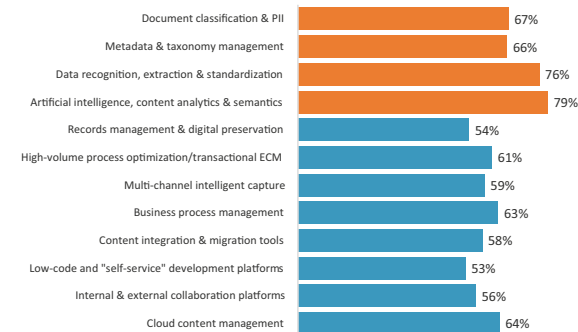 Document classification & PII 67%
Metadata & taxonomy management 66%
Data recognition, extraction & standardization 76%
Artificial intelligence, content analytics & semantics 79%
Records management & digital preservation 54%
High-volume process optimization/transactional ECM 61%
Multi-channel intelligent capture 59%
Business process management 63%
Content integration & migration tools 58%
Low-code and "self-service" development platforms 53%
Internal & external collaboration platforms 56%
Cloud content management 64%